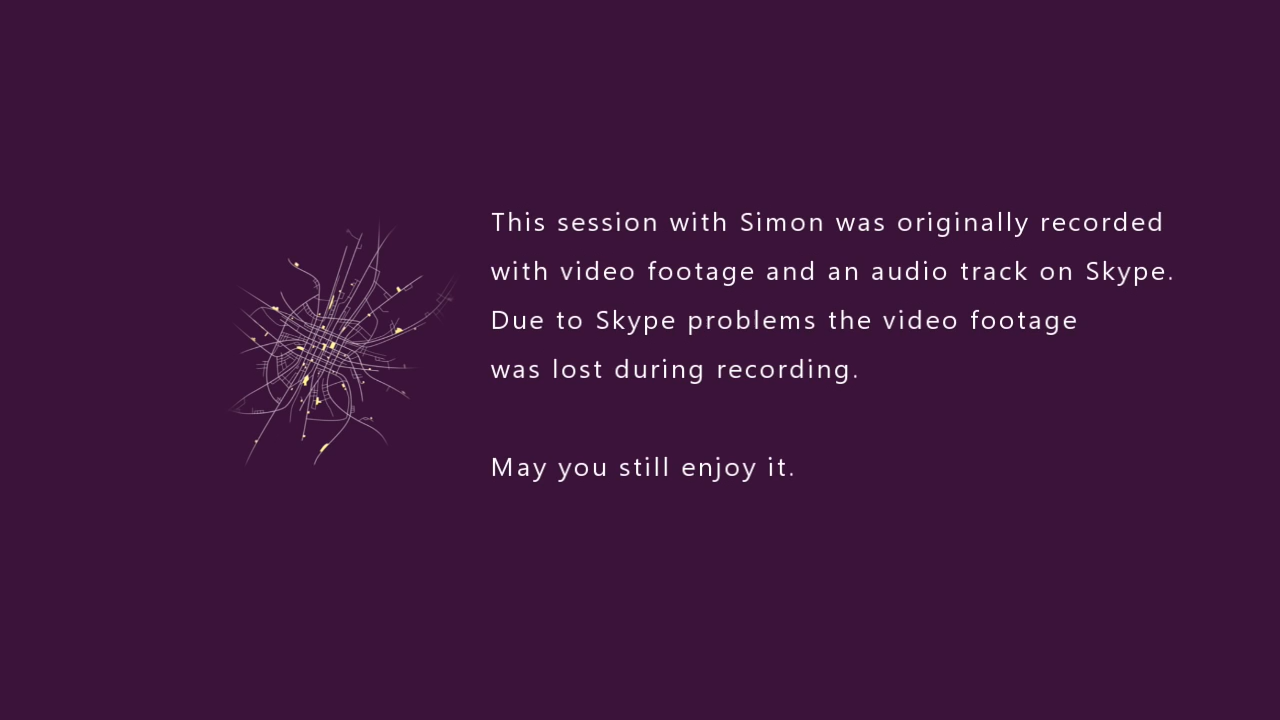 This session with Simon was originally recorded
with video footage and an audio track on Skype.
Due to Skype problems the video footage
was lost during recording.
May you still enjoy it.